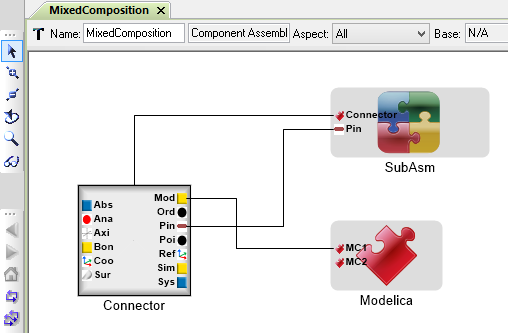 MixedComposition ×
T Name: MixedComposition Component Assembl Aspect: All Base: N/A
Connector
Pin
SubAsm
Abs
Ana
Axi
Bon
Coo
Sur
Mod
Ord
Pin
Poi
Ref
Sim
Sys
Connector
MC1
MC2
Modelica